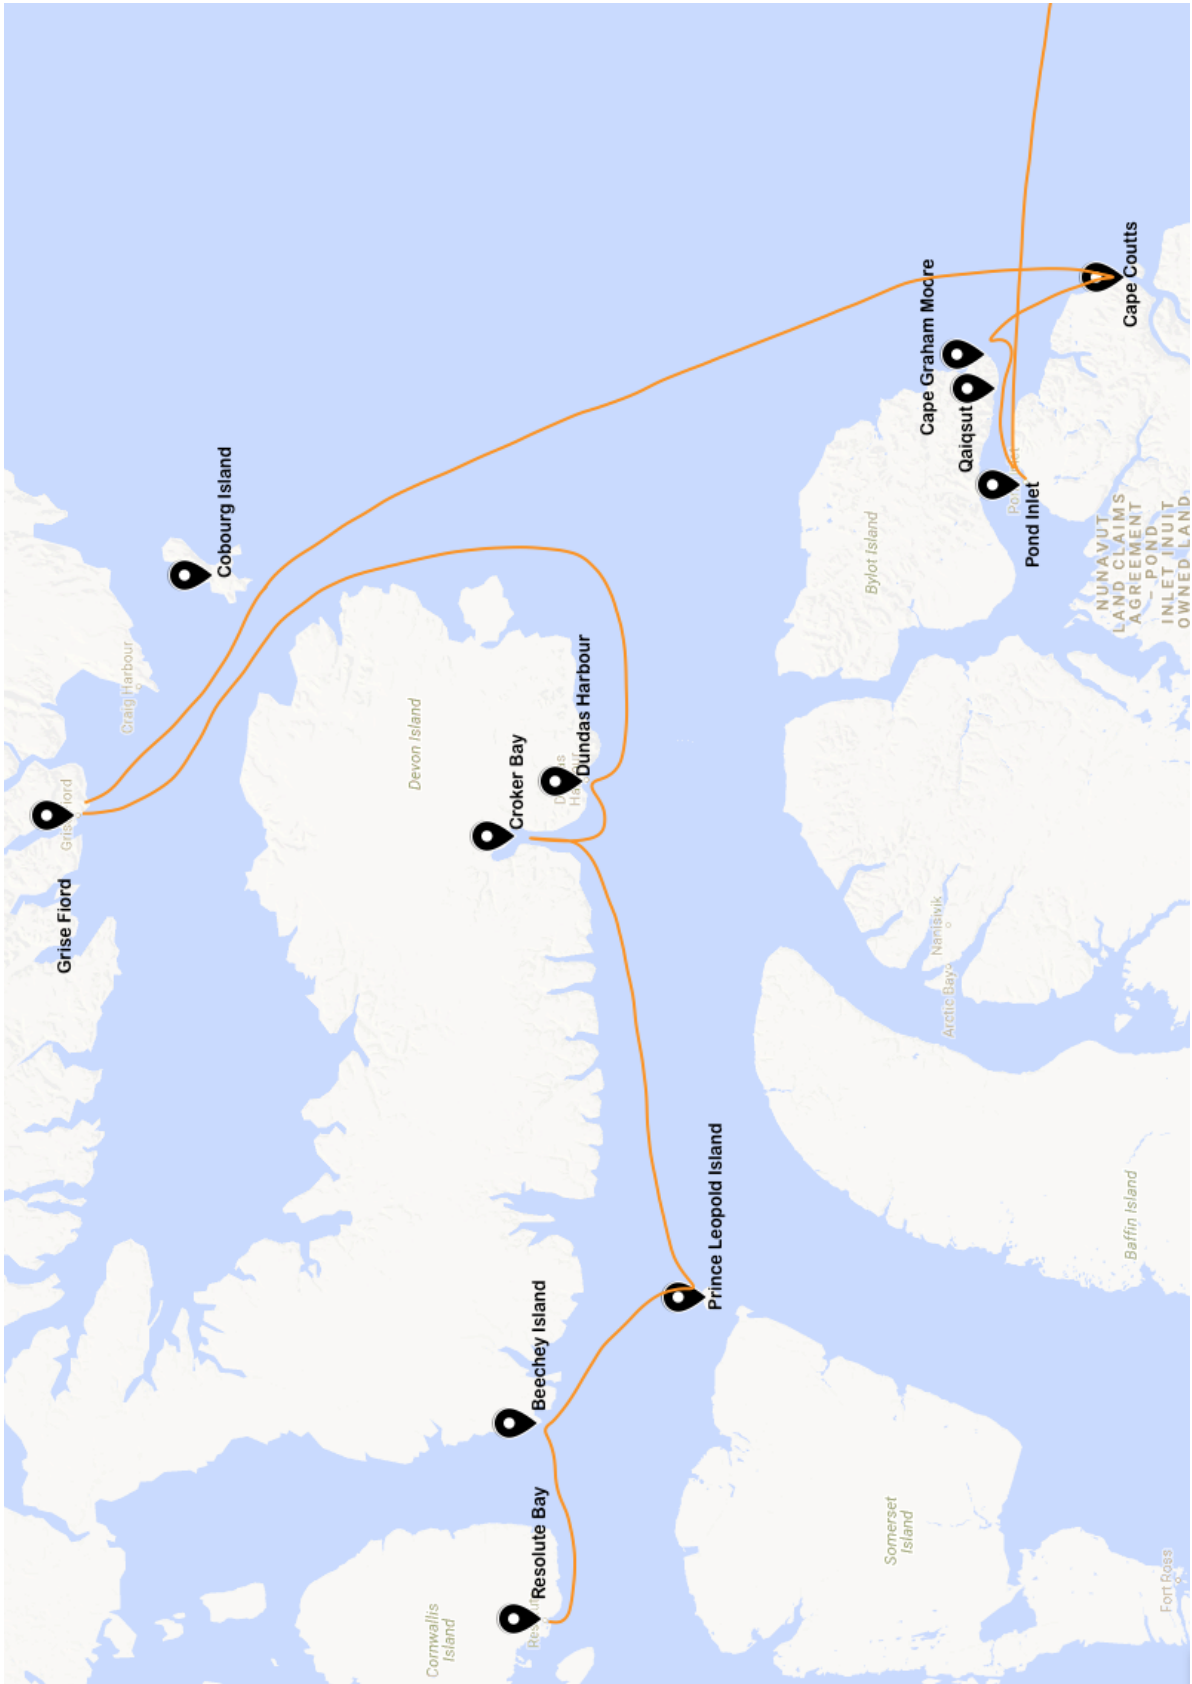 Grise Fiord
Craig Harbour
Cobourg Island
Devon Island
Croker Bay
Dundas Harbour
Cape Graham Moore
Qaiqsut
Pond Inlet
Cape Coutts
Bylot Island
NUNAVUT
LAND CLAIMS
AGREEMENT
– POND
INLET INUIT
OWNED LAND
Nanisivik
Arctic Bay
Baffin Island
Prince Leopold Island
Beechey Island
Resolute Bay
Cornwallis
Island
Somerset
Island
Fort Ross